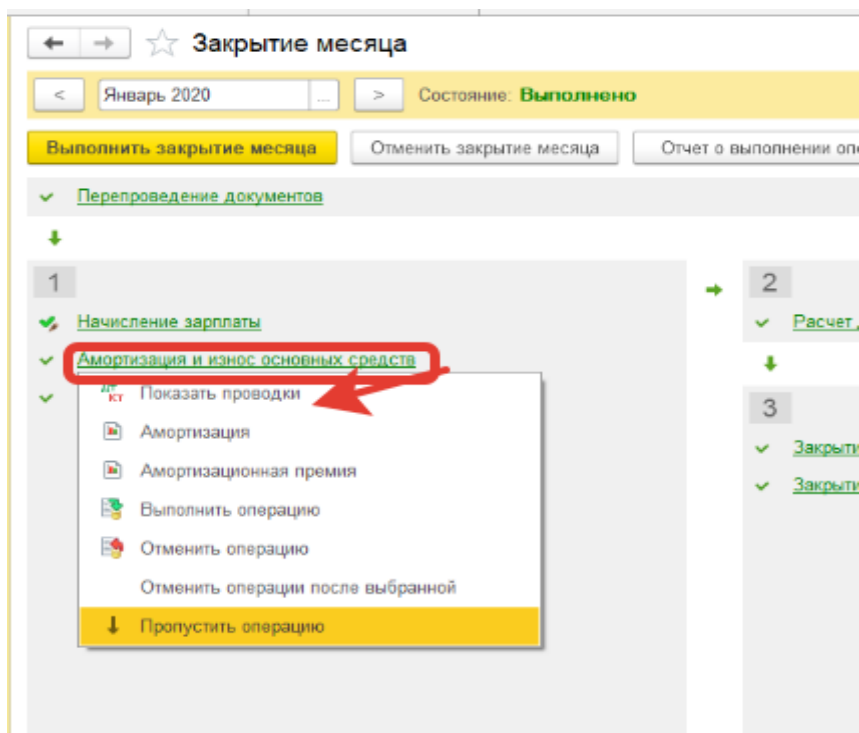 Закрытие месяца
< Январь 2020 ... > Состояние: Выполнено
Выполнить закрытие месяца Отменить закрытие месяца Отчет о выполнении
Перепроведение документов
1
Начисление зарплаты
Амортизация и износ основных средств
Показать проводки
Амортизация
Амортизационная премия
Выполнить операцию
Отменить операцию
Отменить операции после выбранной
Пропустить операцию
2
Расчет
3
Закрыти
Закрыти